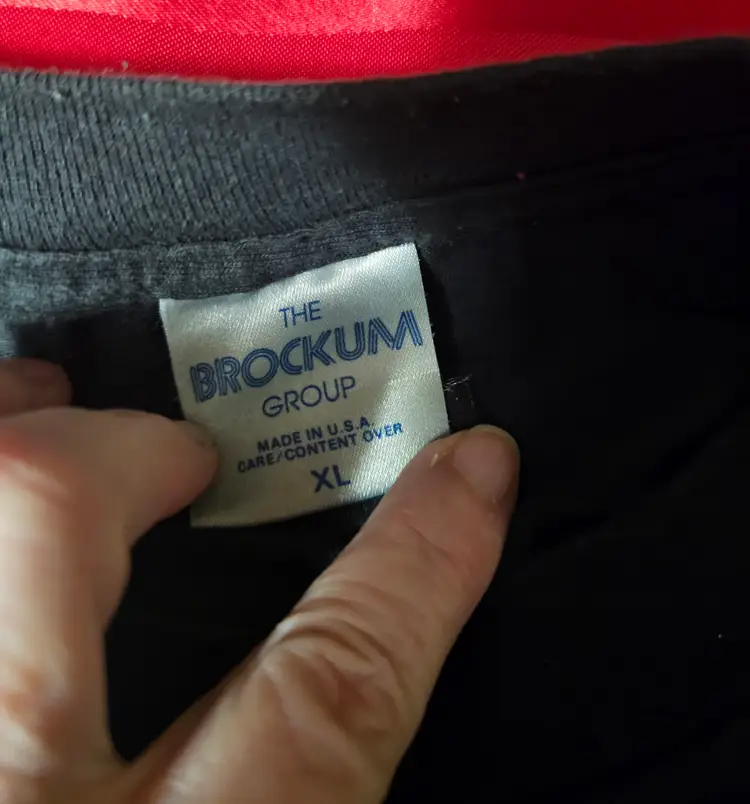 THE
BROCKUM
GROUP
MADE IN U.S.A.
CARE/CONTENT OVER
XL